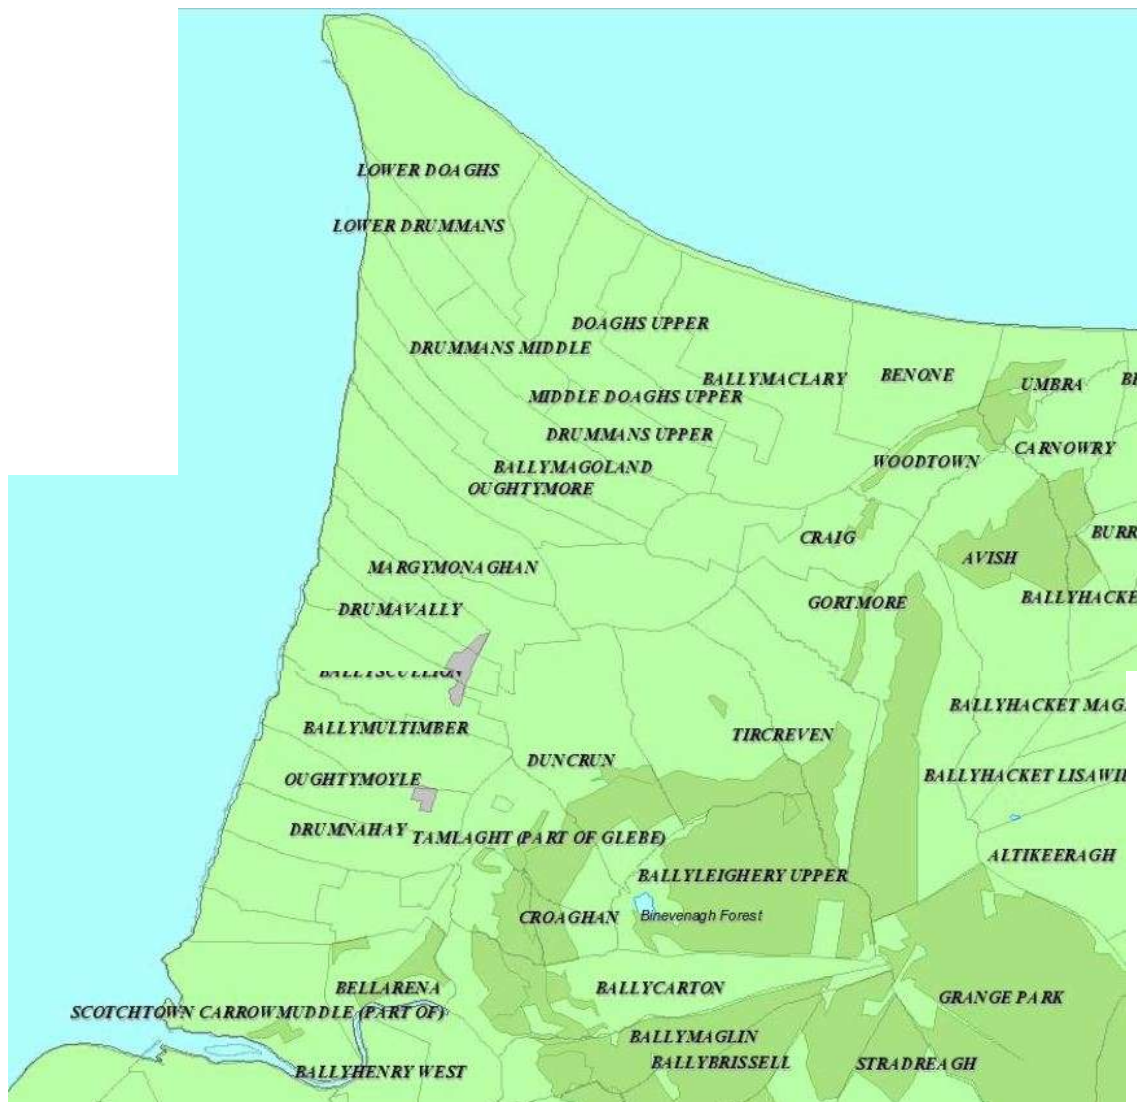 LOWER DOAGHS
LOWER DRUMMANS
DOAGHS UPPER
DRUMMANS MIDDLE
BALLYMACLARY
BENONE
UMBRA
MIDDLE DOAGHS UPPER
DRUMMANS UPPER
CARNOWRY
WOODTOWN
BALLYMAGOLAND
OUGHTYMORE
CRAIG
BURR
AVISH
MARGYMONAGHAN
BALLYHACKE
GORTMORE
DRUMAVALLY
BALLYSCULLION
BALLYHACKET MAG
BALLYMULTIMBER
TIRCREVEN
DUNCRUN
OUGHTYMOYLE
BALLYHACKET LISAWI
DRUMNAHAY
TAMLAGHT (PART OF GLEBE)
ALTIKEERAGH
BALLYLEIGHERY UPPER
CROAGHAN
Binevenagh Forest
BELLARENA
BALLYCARTON
GRANGE PARK
SCOTCHTOWN CARROWMUDDLE (PART OF)
BALLYMAGLIN
BALLYBRISSELL
STRADREAGH
BALLYHENRY WEST